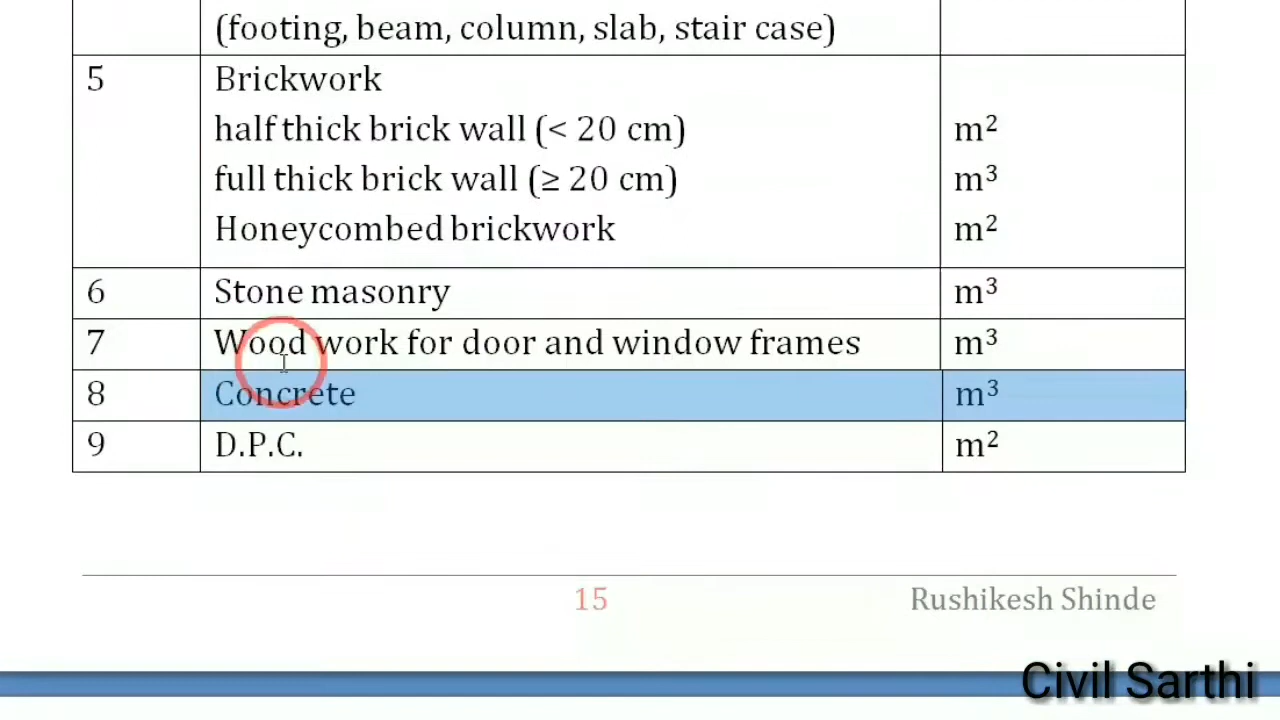 (footing, beam, column, slab, stair case)
5 Brickwork
half thick brick wall (< 20 cm) m²
full thick brick wall (≥ 20 cm) m³
Honeycombed brickwork m²
6 Stone masonry m³
7 Wood work for door and window frames m³
8 Concrete m³
9 D.P.C. m²
15 Rushikesh Shinde
Civil Sarthi